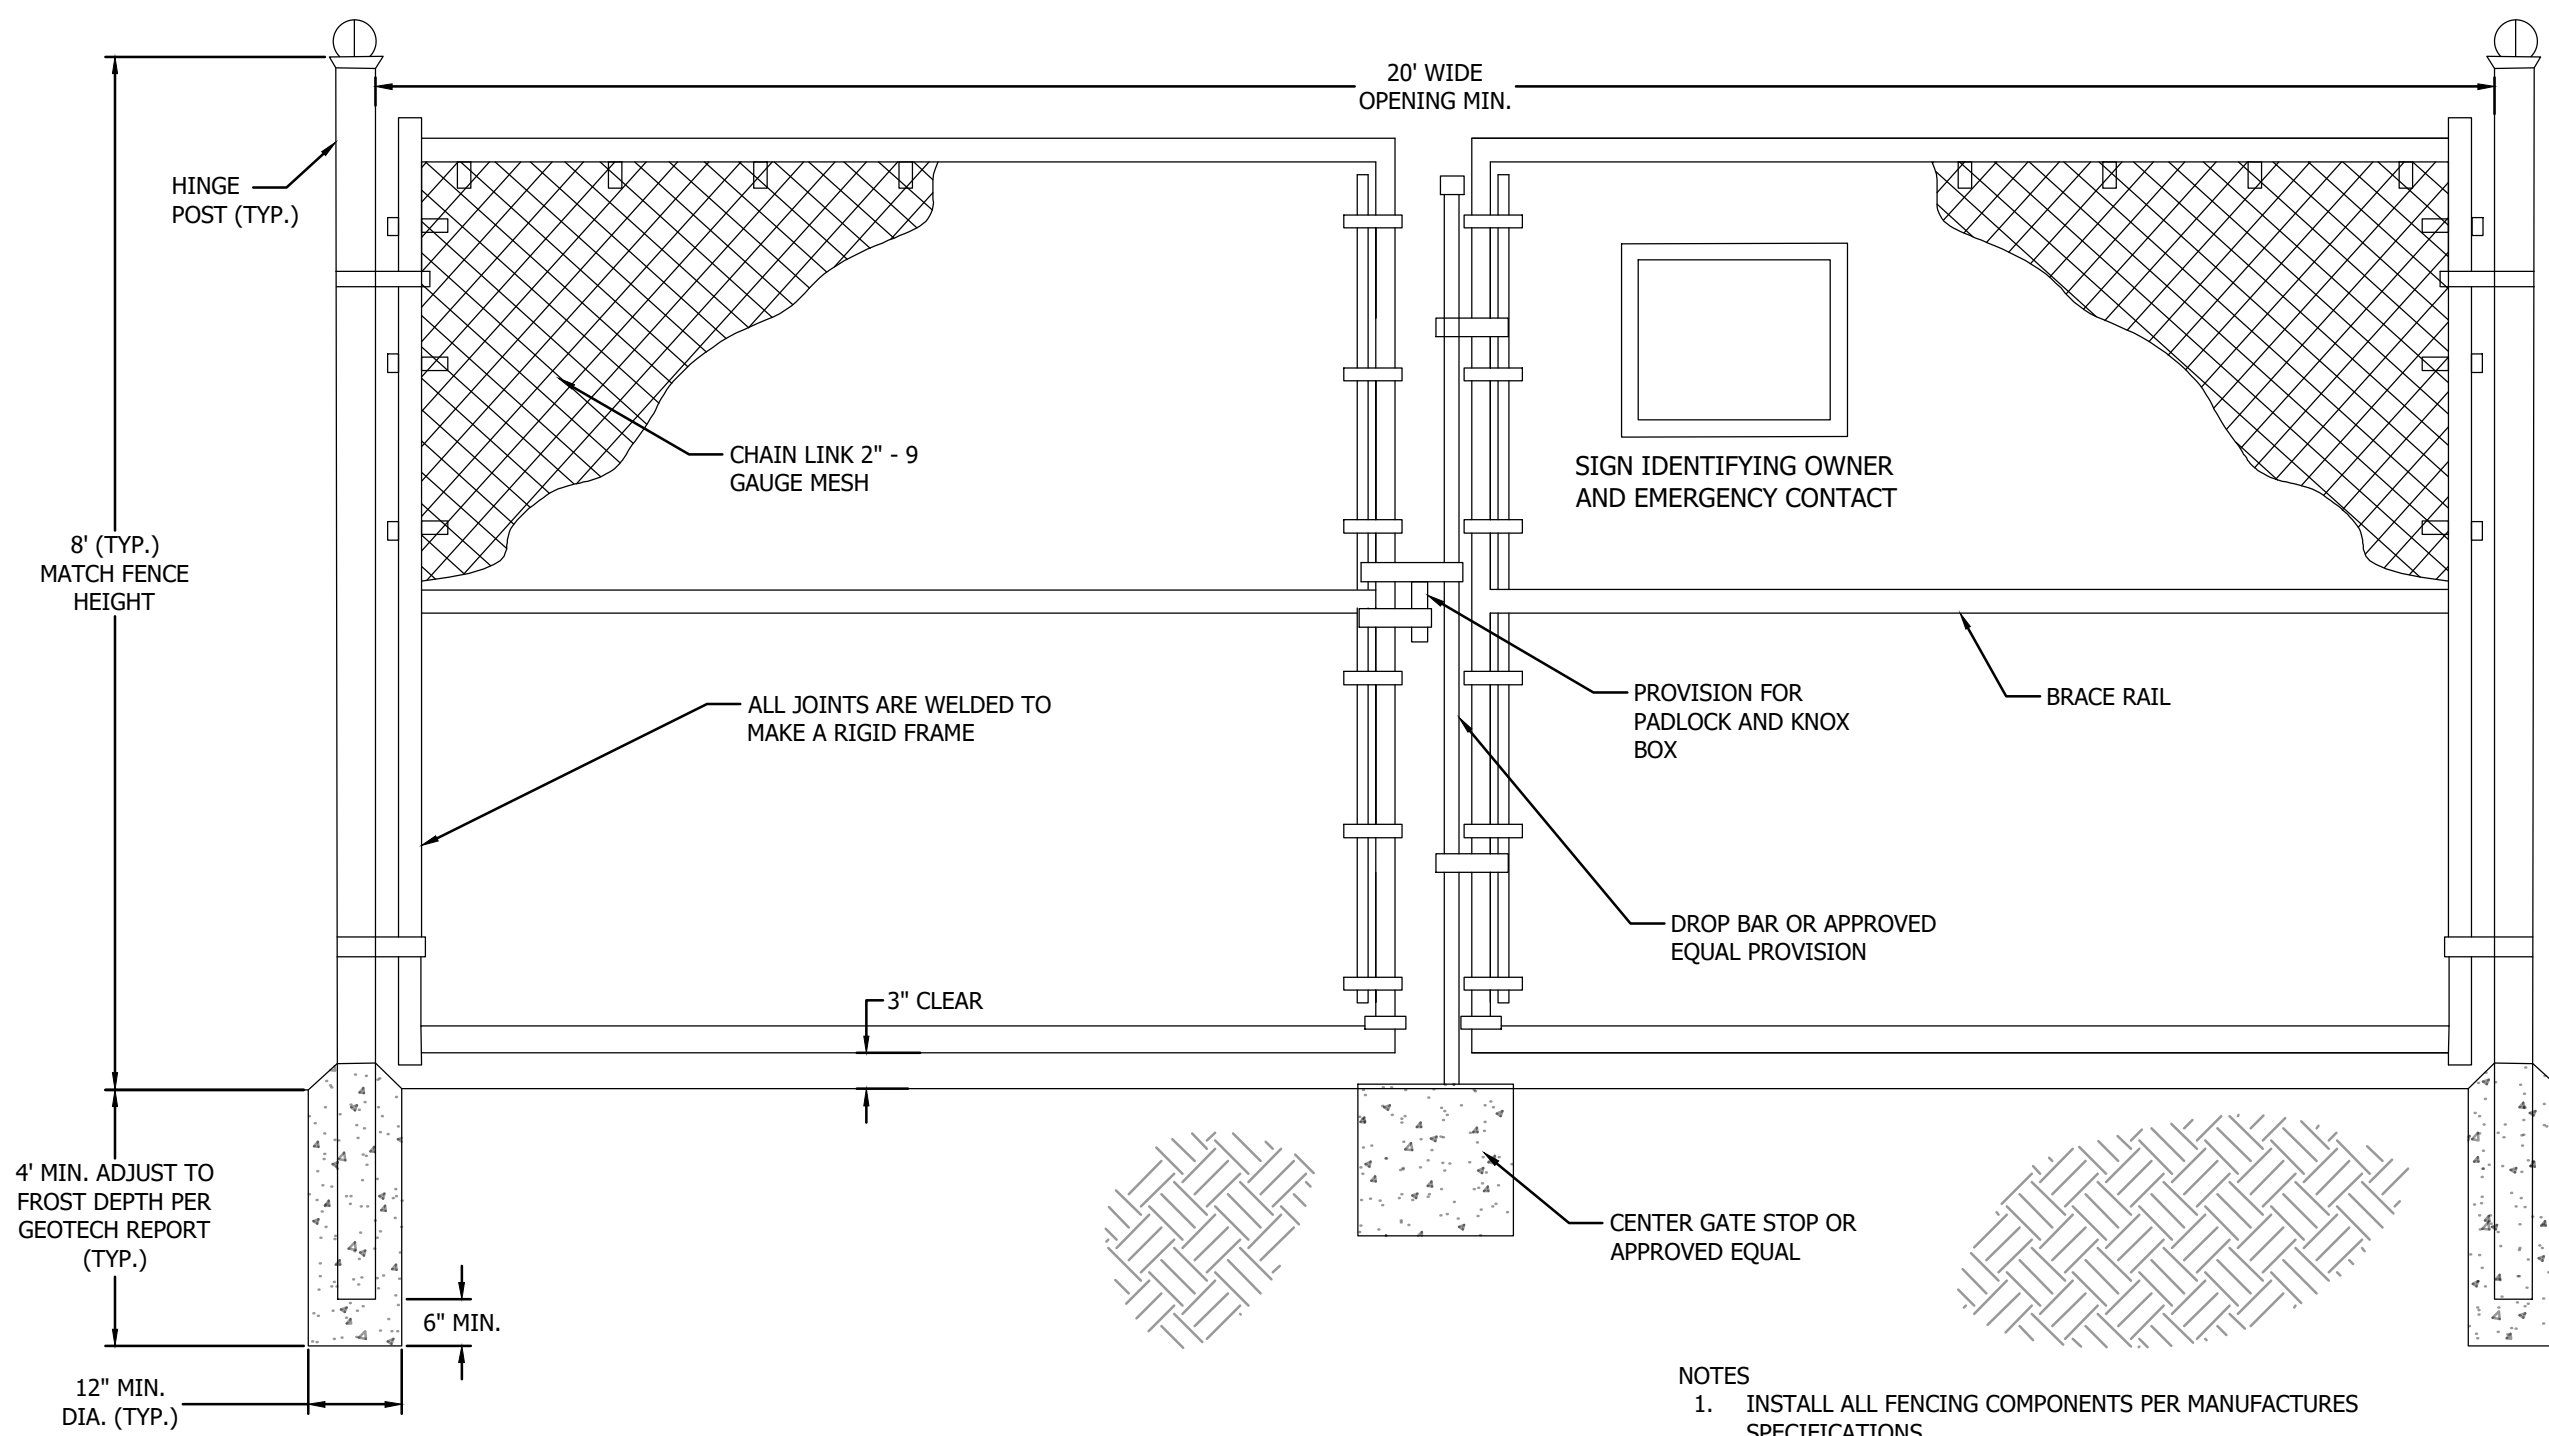 20' WIDE
OPENING MIN.
HINGE
POST (TYP.)
CHAIN LINK 2" - 9
GAUGE MESH
SIGN IDENTIFYING OWNER
AND EMERGENCY CONTACT
8' (TYP.)
MATCH FENCE
HEIGHT
ALL JOINTS ARE WELDED TO
MAKE A RIGID FRAME
PROVISION FOR
PADLOCK AND KNOX
BOX
BRACE RAIL
DROP BAR OR APPROVED
EQUAL PROVISION
3" CLEAR
4' MIN. ADJUST TO
FROST DEPTH PER
GEOTECH REPORT
(TYP.)
CENTER GATE STOP OR
APPROVED EQUAL
6" MIN.
12" MIN.
DIA. (TYP.)
NOTES
1. INSTALL ALL FENCING COMPONENTS PER MANUFACTURES
SPECIFICATIONS